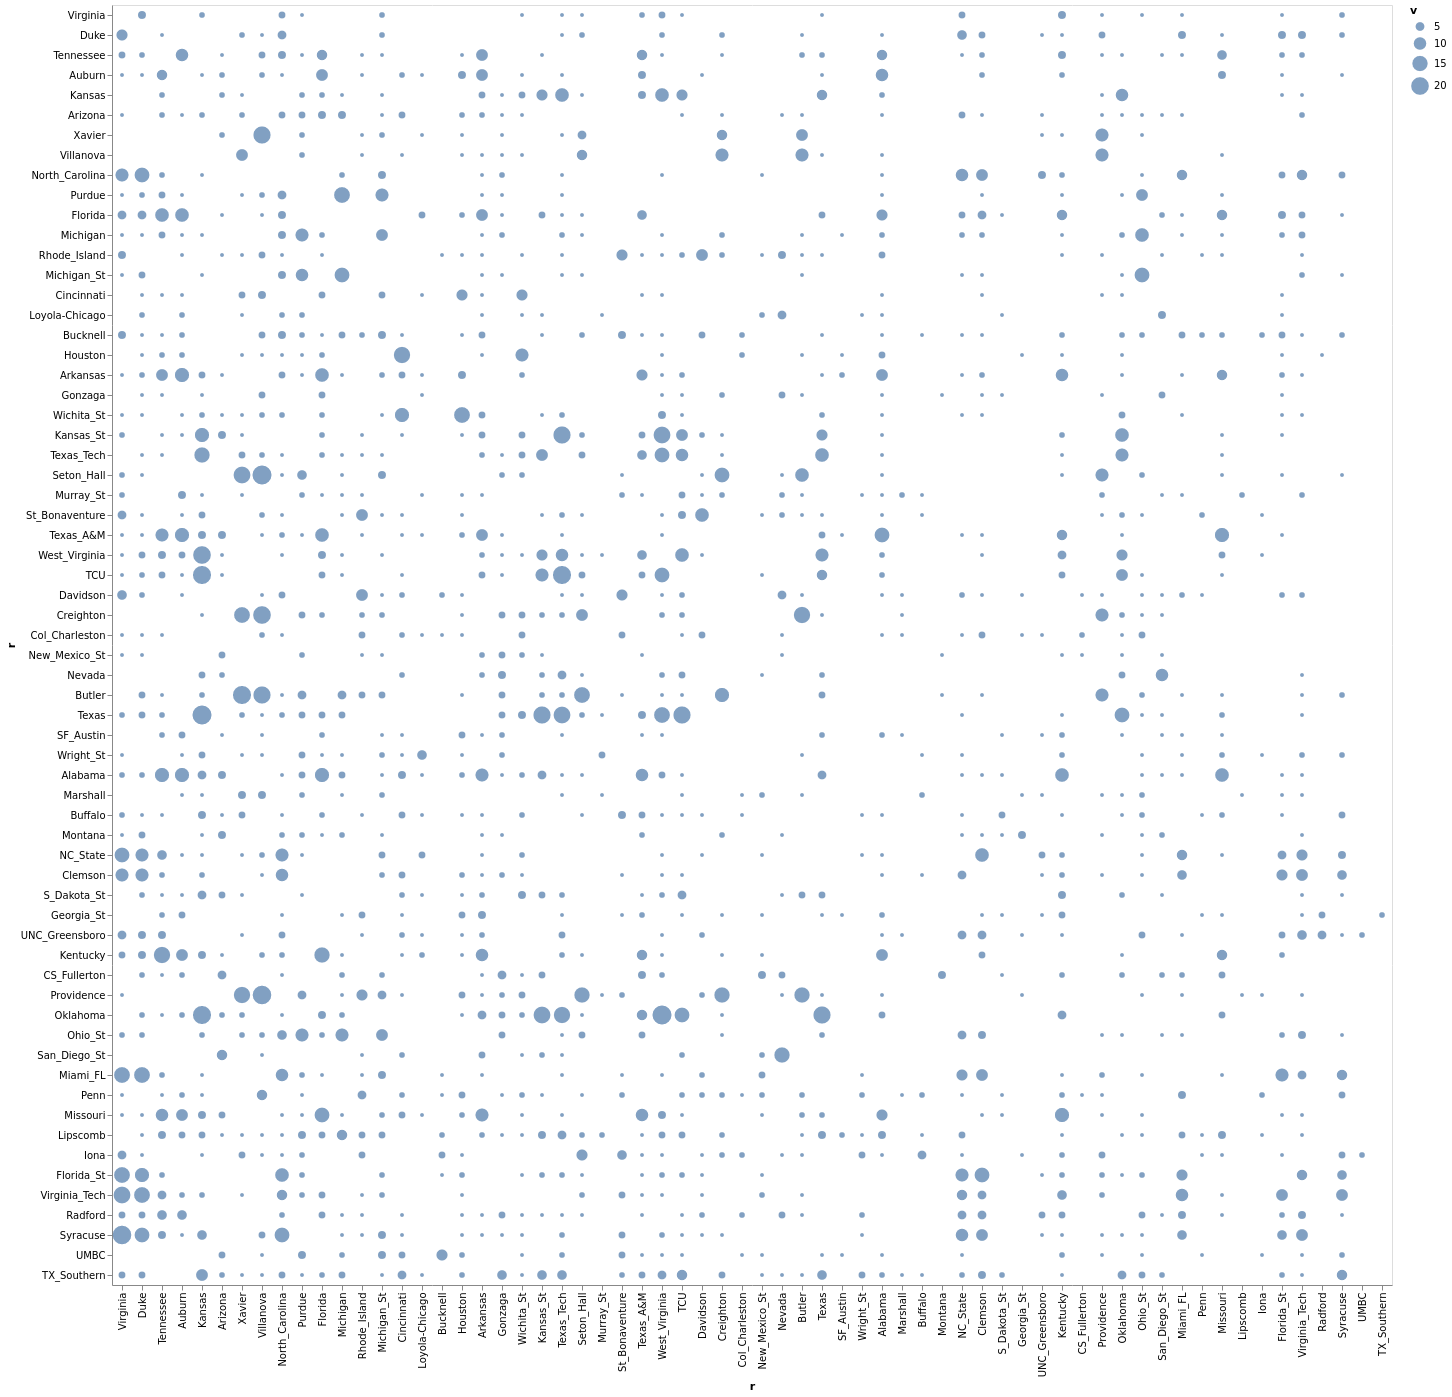 v
5
10
15
20
Virginia
Duke
Tennessee
Auburn
Kansas
Arizona
Xavier
Villanova
North_Carolina
Purdue
Florida
Michigan
Rhode_Island
Michigan_St
Cincinnati
Loyola-Chicago
Bucknell
Houston
Arkansas
Gonzaga
Wichita_St
Kansas_St
Texas_Tech
Seton_Hall
Murray_St
St_Bonaventure
Texas_A&M
West_Virginia
TCU
Davidson
Creighton
Col_Charleston
New_Mexico_St
Nevada
Butler
Texas
SF_Austin
Wright_St
Alabama
Marshall
Buffalo
Montana
NC_State
Clemson
S_Dakota_St
Georgia_St
UNC_Greensboro
Kentucky
CS_Fullerton
Providence
Oklahoma
Ohio_St
San_Diego_St
Miami_FL
Penn
Missouri
Lipscomb
Iona
Florida_St
Virginia_Tech
Radford
Syracuse
UMBC
TX_Southern
r
Virginia
Duke
Tennessee
Auburn
Kansas
Arizona
Xavier
Villanova
North_Carolina
Purdue
Florida
Michigan
Rhode_Island
Michigan_St
Cincinnati
Loyola-Chicago
Bucknell
Houston
Arkansas
Gonzaga
Wichita_St
Kansas_St
Texas_Tech
Seton_Hall
Murray_St
St_Bonaventure
Texas_A&M
West_Virginia
TCU
Davidson
Creighton
Col_Charleston
New_Mexico_St
Nevada
Butler
Texas
SF_Austin
Wright_St
Alabama
Marshall
Buffalo
Montana
NC_State
Clemson
S_Dakota_St
Georgia_St
UNC_Greensboro
Kentucky
CS_Fullerton
Providence
Oklahoma
Ohio_St
San_Diego_St
Miami_FL
Penn
Missouri
Lipscomb
Iona
Florida_St
Virginia_Tech
Radford
Syracuse
UMBC
TX_Southern
r